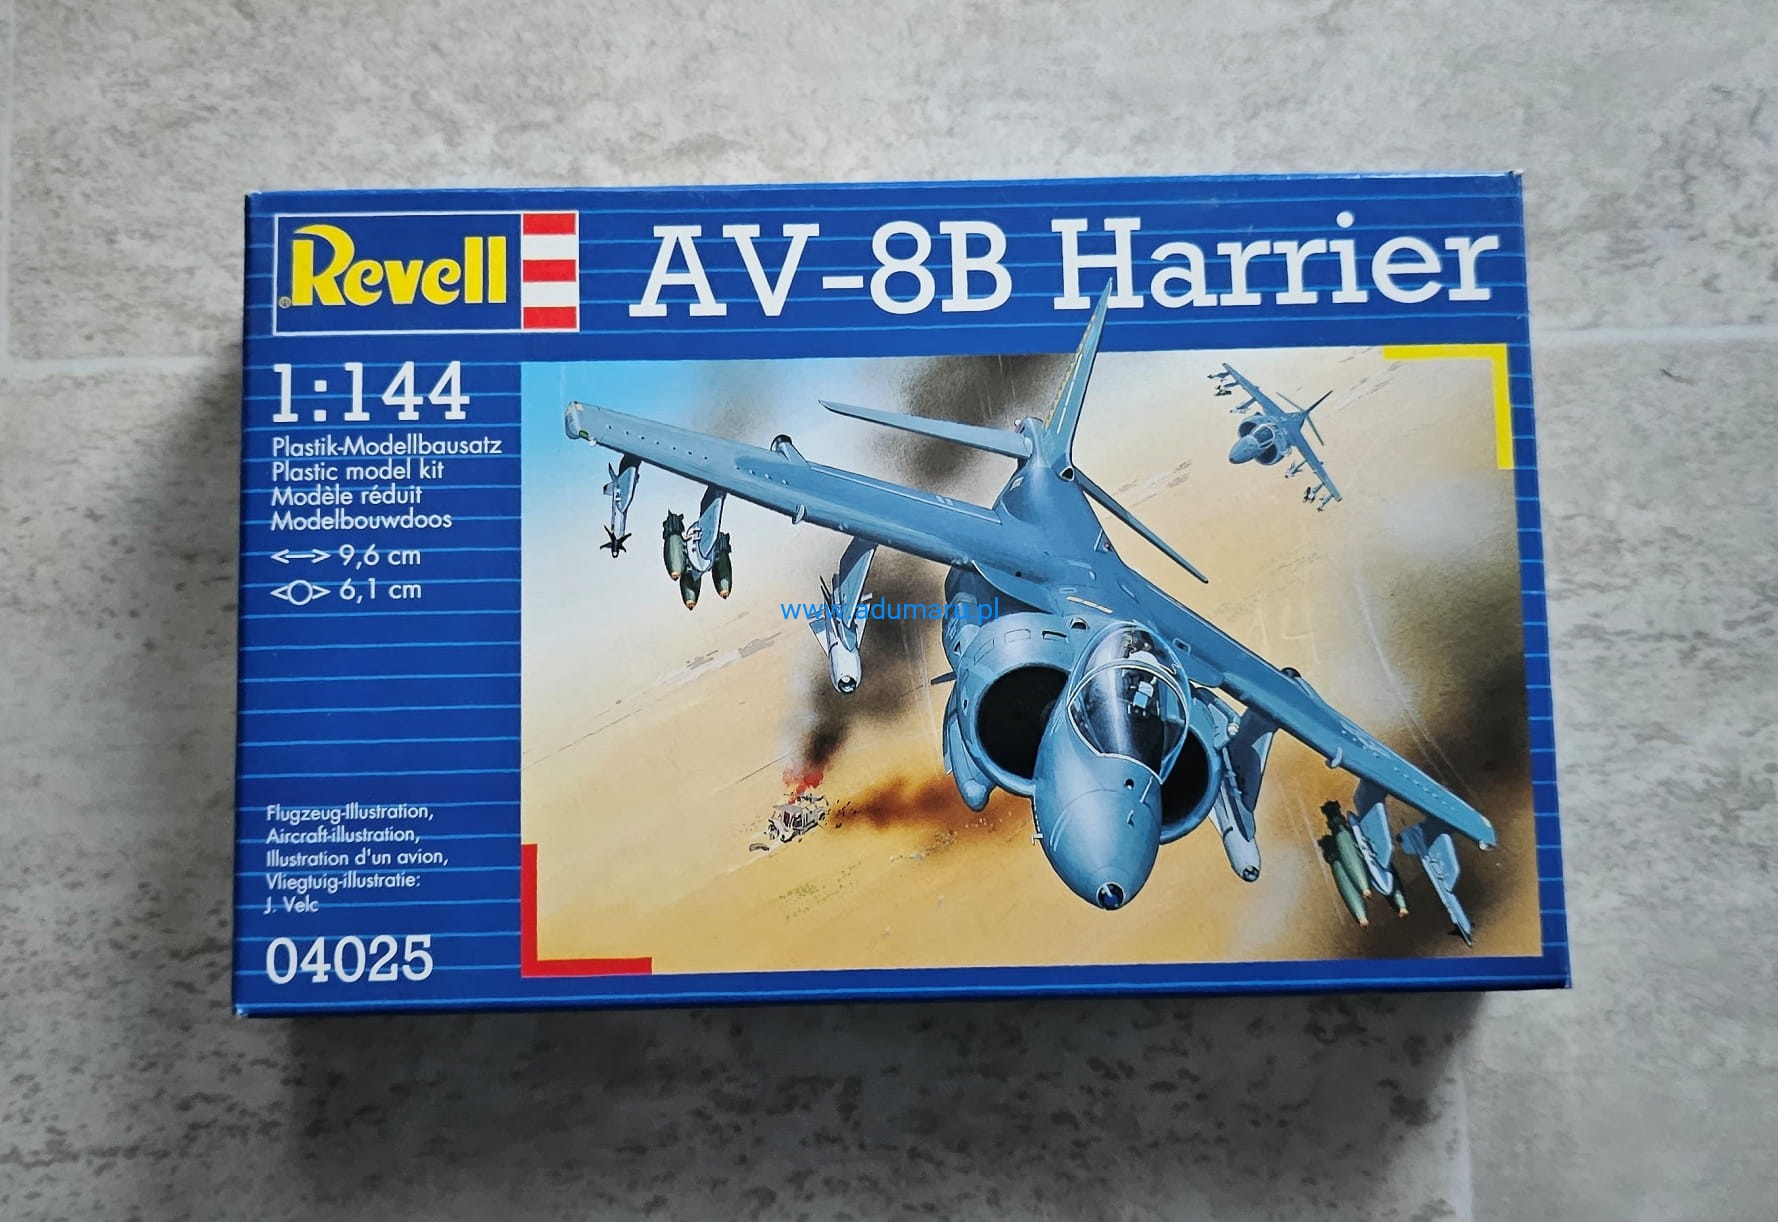 Revell
AV-8B Harrier
1:144
Plastik-Modellbausatz
Plastic model kit
Modèle réduit
Modelbouwdoos
9,6 cm
6,1 cm
www.adumaru.pl
Flugzeug-Illustration,
Aircraft-illustration,
Illustration d'un avion,
Vliegtuig-illustratie:
J. Velc
04025